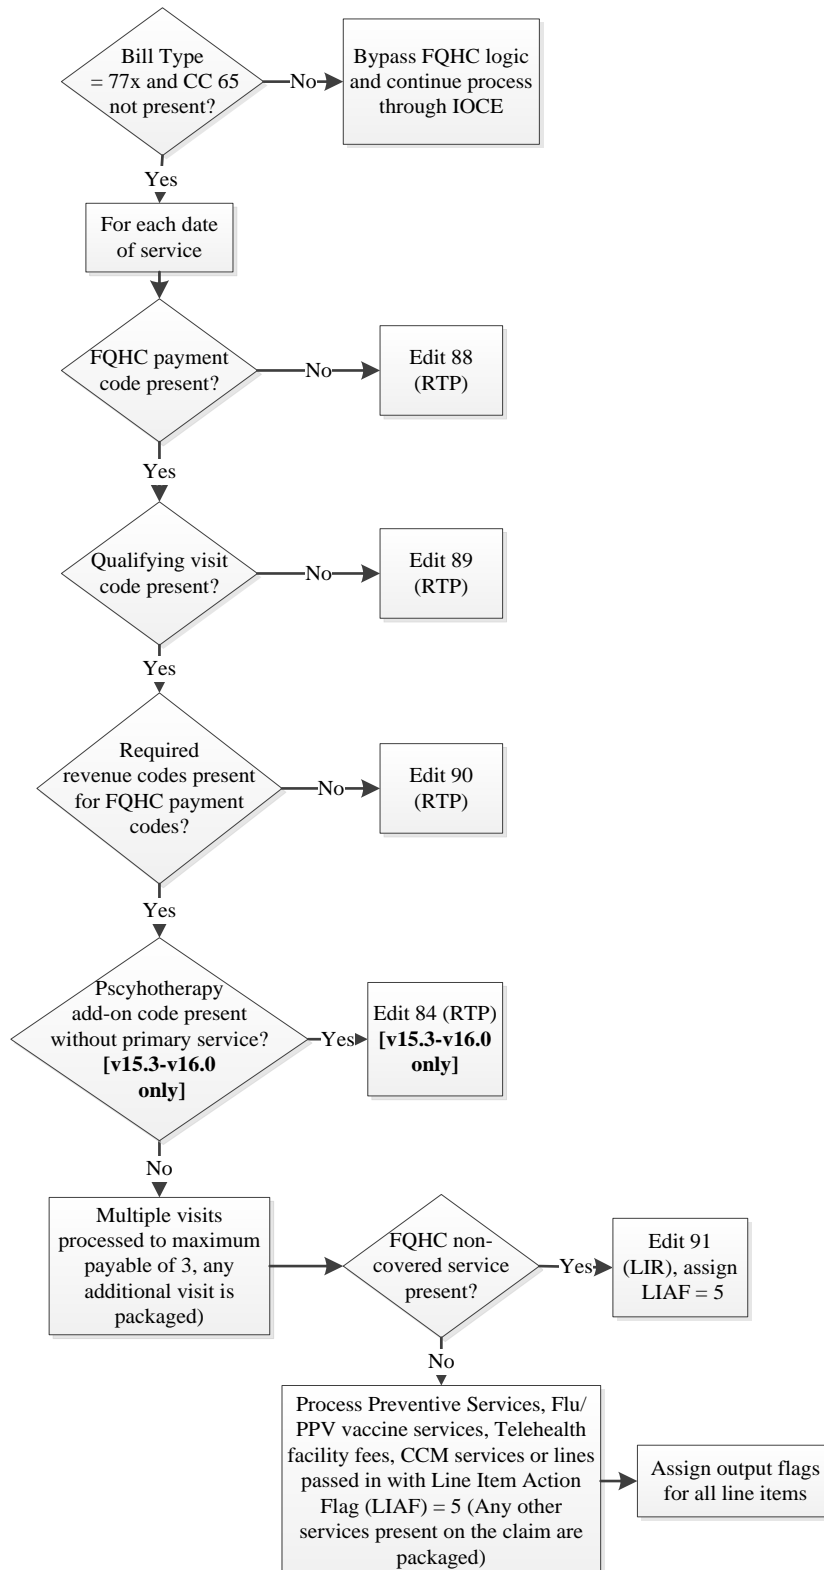 Bill Type
= 77x and CC 65
not present?
No
Bypass FQHC logic
and continue process
through IOCE
Yes
For each date
of service
FQHC payment
code present?
No
Edit 88
(RTP)
Yes
Qualifying visit
code present?
No
Edit 89
(RTP)
Yes
Required
revenue codes present
for FQHC payment
codes?
No
Edit 90
(RTP)
Yes
Pscyhotherapy
add-on code present
without primary service?
[v15.3-v16.0
only]
Yes
Edit 84 (RTP)
[v15.3-v16.0
only]
No
Multiple visits
processed to maximum
payable of 3, any
additional visit is
packaged)
FQHC non-
covered service
present?
Yes
Edit 91
(LIR), assign
LIAF = 5
No
Process Preventive Services, Flu/
PPV vaccine services, Telehealth
facility fees, CCM services or lines
passed in with Line Item Action
Flag (LIAF) = 5 (Any other
services present on the claim are
packaged)
Assign output flags
for all line items